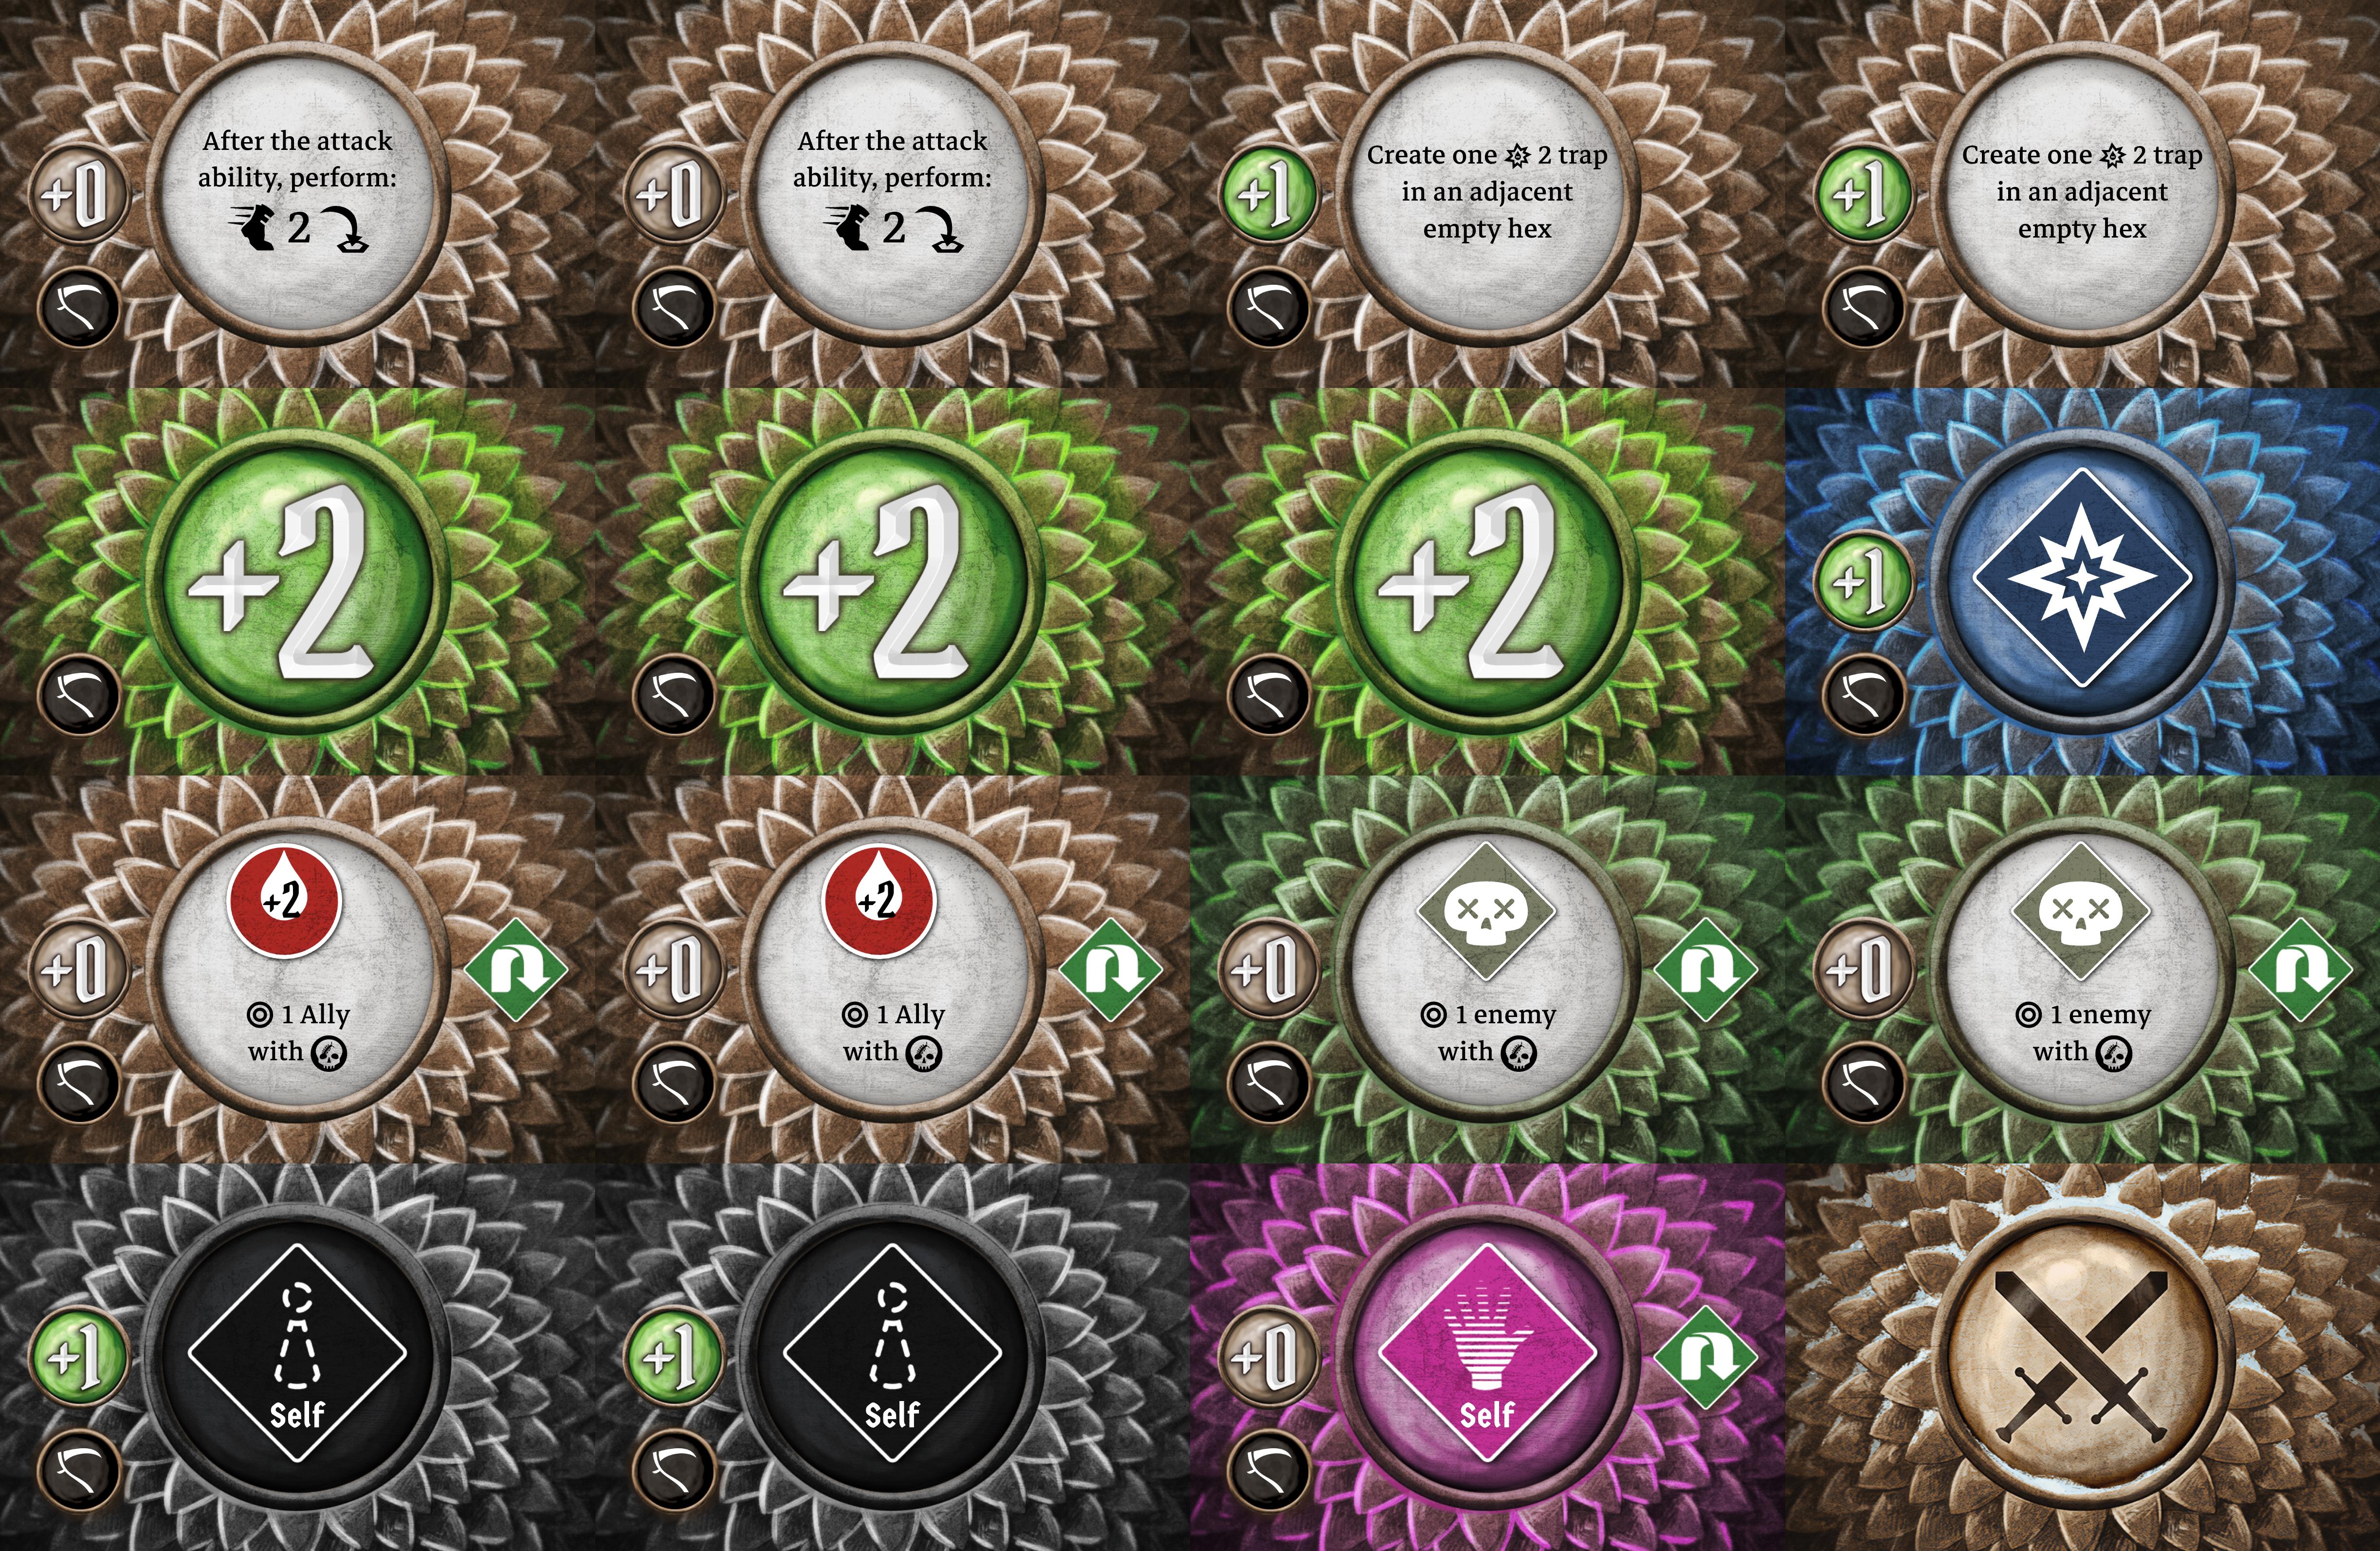 After the attack
ability, perform:
+0
2
After the attack
ability, perform:
+0
2
Create one 2 trap
in an adjacent
empty hex
+1
Create one 2 trap
in an adjacent
empty hex
+1
+2
+2
+2
+1
+2
+0
1 Ally
with
+2
+0
1 Ally
with
+0
1 enemy
with
+0
1 enemy
with
+1
Self
+1
Self
+0
Self